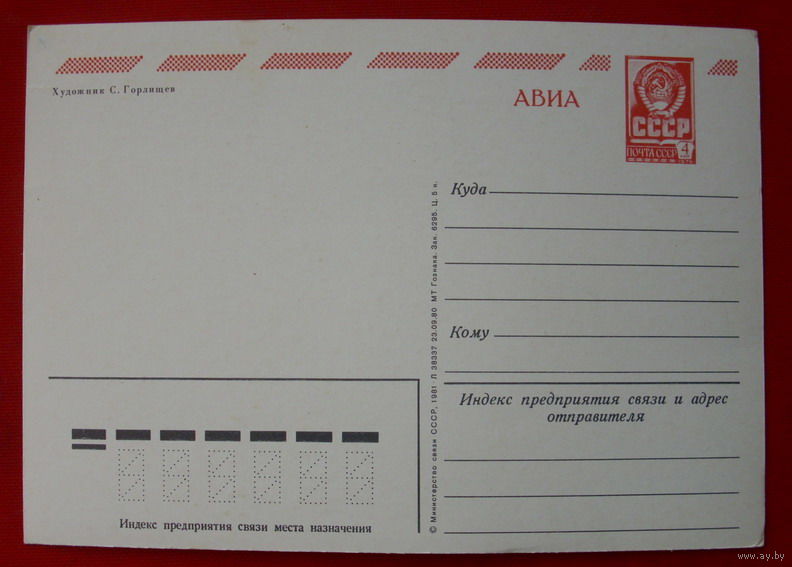 Художник С. Горлищев
АВИА
СССР
ПОЧТА СССР 4
Куда
Кому
Индекс предприятия связи и адрес
отправителя
© Министерство связи СССР, 1981 Л 38337 23.09.80 МТ Гознака. Зак. 6295. Ц. 5 к.
Индекс предприятия связи места назначения
www.ay.by